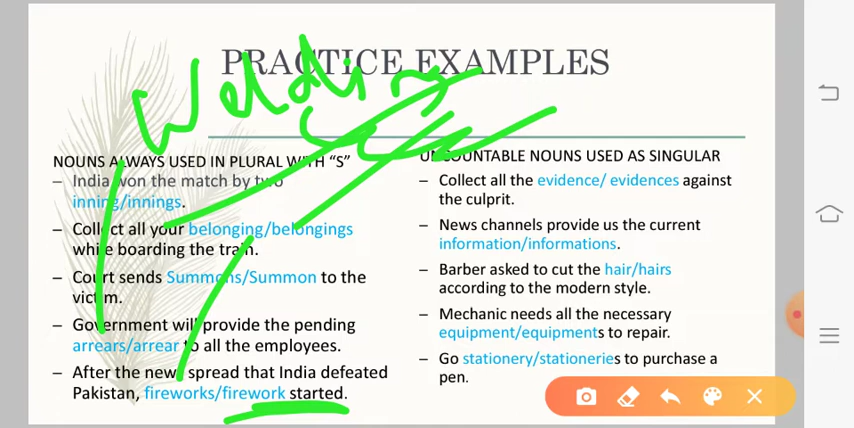 PRACTICE EXAMPLES
NOUNS ALWAYS USED IN PLURAL WITH “S”
– India won the match by two
inning/innings.
– Collect all your belonging/belongings
while boarding the train.
– Court sends Summons/Summon to the
victim.
– Government will provide the pending
arrears/arrear to all the employees.
– After the news spread that India defeated
Pakistan, fireworks/firework started.
UNCOUNTABLE NOUNS USED AS SINGULAR
– Collect all the evidence/ evidences against
the culprit.
– News channels provide us the current
information/informations.
– Barber asked to cut the hair/hairs
according to the modern style.
– Mechanic needs all the necessary
equipment/equipments to repair.
– Go stationery/stationeries to purchase a
pen.